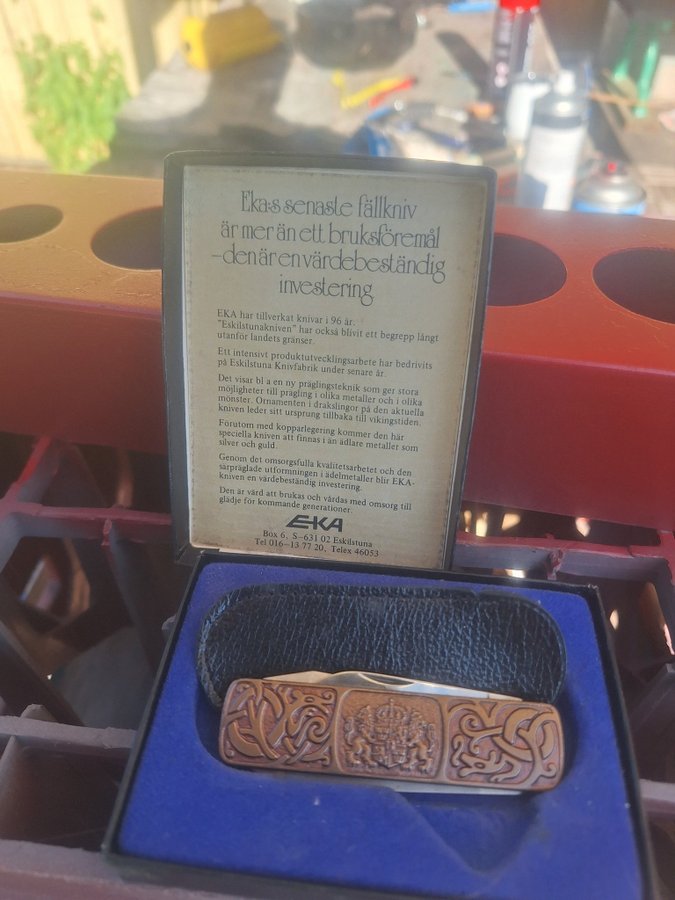 Eka:s senaste fällkniv
är mer än ett bruksföremål
–den är en värdebeständig
investering.
EKA har tillverkat knivar i 96 år.
"Eskilstunakniven" har också blivit ett begrepp långt
utanför landets gränser.
Ett intensivt produktutvecklingsarbete har bedrivits
på Eskilstuna Knivfabrik under senare år.
Det visar bl a en ny präglingsteknik som ger stora
möjligheter till prägling i olika metaller och i olika
mönster. Ornamenten i drakslingor på den aktuella
kniven leder sitt ursprung tillbaka till vikingstiden.
Förutom med kopparlegering kommer den här
speciella kniven att finnas i än ädlare metaller som
silver och guld.
Genom det omsorgsfulla kvalitetsarbetet och den
särpräglade utformningen i ädelmetaller blir EKA-
kniven en värdebeständig investering.
Den är värd att brukas och vårdas med omsorg till
glädje för kommande generationer.
EKA
Box 6, S–631 02 Eskilstuna
Tel 016–13 77 20, Telex 46053